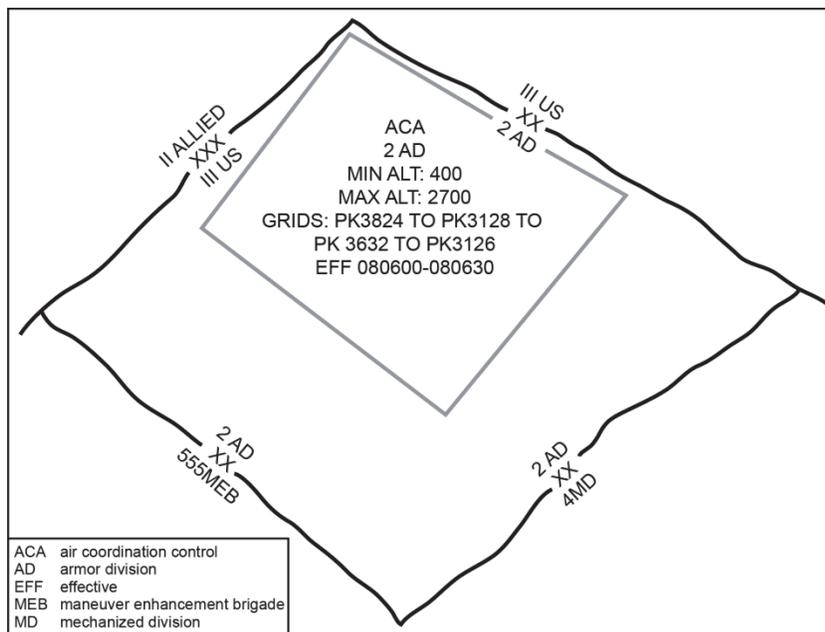 II ALLIED
XXX
III US
III US
XX
2 AD
ACA
2 AD
MIN ALT: 400
MAX ALT: 2700
GRIDS: PK3824 TO PK3128 TO
PK 3632 TO PK3126
EFF 080600-080630
2 AD
XX
555MEB
2 AD
XX
4MD
ACA air coordination control
AD armor division
EFF effective
MEB maneuver enhancement brigade
MD mechanized division